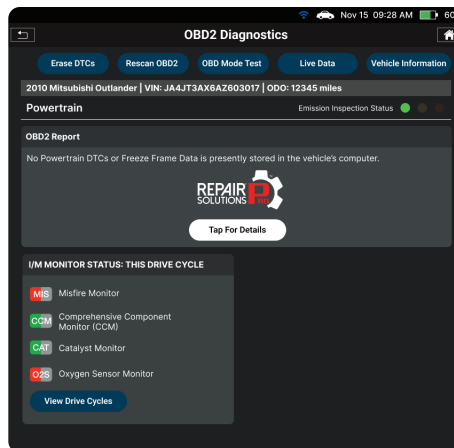 Nov 15 09:28 AM 60
OBD2 Diagnostics
Erase DTCs Rescan OBD2 OBD Mode Test Live Data Vehicle Information
2010 Mitsubishi Outlander | VIN: JA4JT3AX6AZ603017 | ODO: 12345 miles
Powertrain Emission Inspection Status
OBD2 Report
No Powertrain DTCs or Freeze Frame Data is presently stored in the vehicle's computer.
REPAIR
SOLUTIONS
Tap For Details
I/M MONITOR STATUS: THIS DRIVE CYCLE
MIS Misfire Monitor
CCM Comprehensive Component
Monitor (CCM)
CAT Catalyst Monitor
O2S Oxygen Sensor Monitor
View Drive Cycles